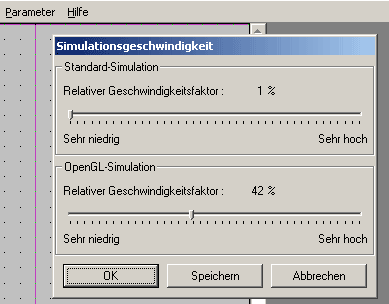 Parameter Hilfe
Simulationsgeschwindigkeit
Standard-Simulation
Relativer Geschwindigkeitsfaktor : 1 %
Sehr niedrig Sehr hoch
OpenGL-Simulation
Relativer Geschwindigkeitsfaktor : 42 %
Sehr niedrig Sehr hoch
OK Speichern Abbrechen